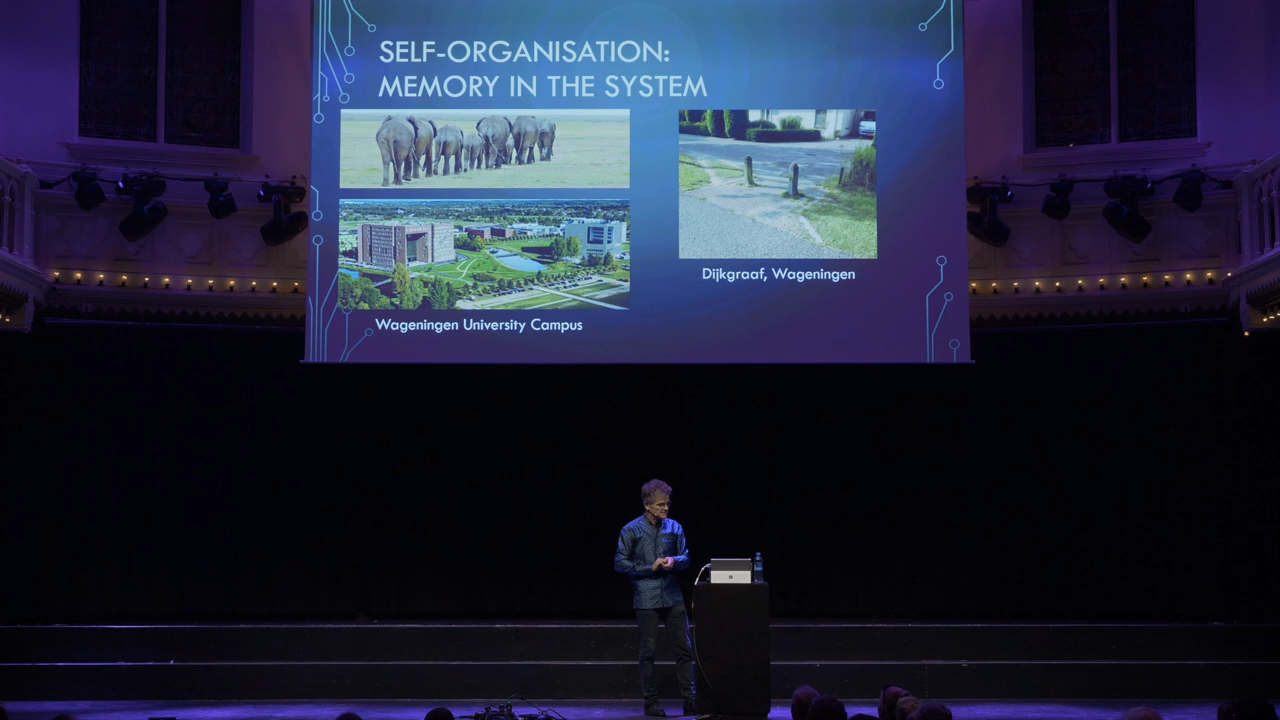 SELF-ORGANISATION:
MEMORY IN THE SYSTEM
Dijkgraaf, Wageningen
Wageningen University Campus